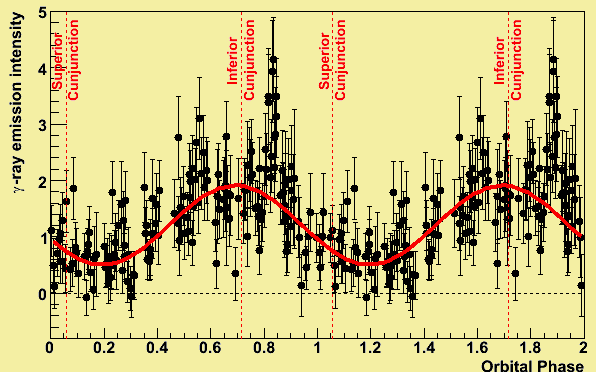 γ-ray emission intensity
5
4
3
2
1
0
Superior
Cunjunction
Inferior
Cunjunction
Superior
Cunjunction
Inferior
Cunjunction
0 0.2 0.4 0.6 0.8 1 1.2 1.4 1.6 1.8 2
Orbital Phase